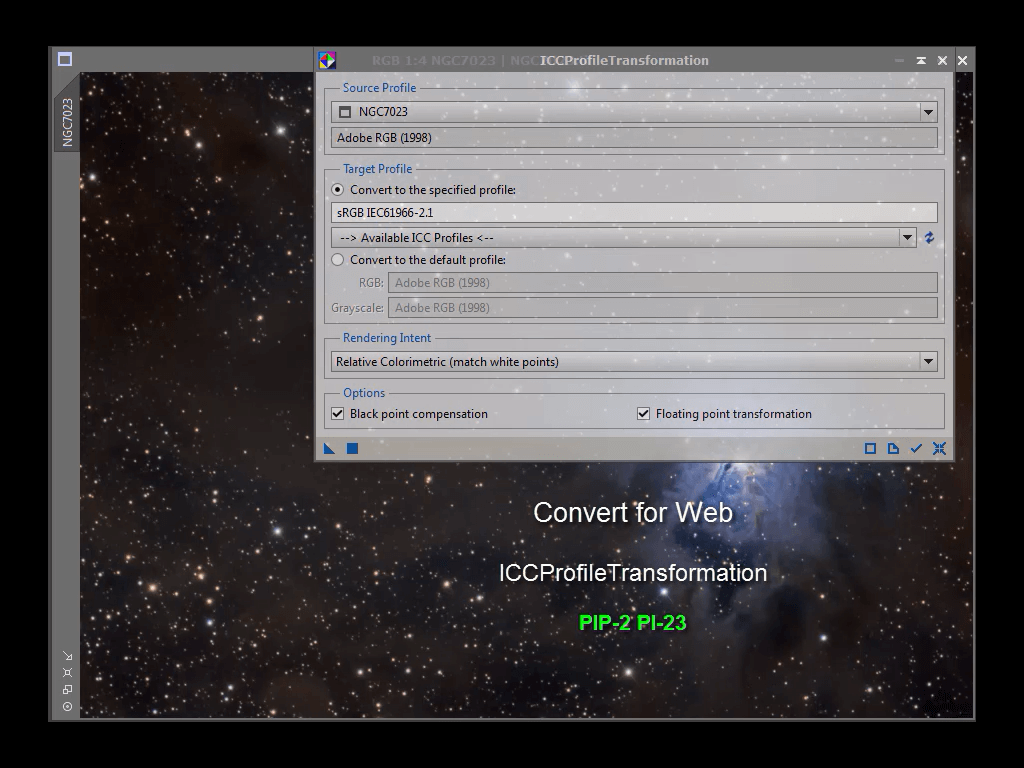 RGB 1:4 NGC7023 | NGC
ICCProfileTransformation
NGC7023
Source Profile
NGC7023
Adobe RGB (1998)
Target Profile
Convert to the specified profile:
sRGB IEC61966-2.1
--> Available ICC Profiles <--
Convert to the default profile:
RGB: Adobe RGB (1998)
Grayscale: Adobe RGB (1998)
Rendering Intent
Relative Colorimetric (match white points)
Options
Black point compensation Floating point transformation
Convert for Web
ICCProfileTransformation
PIP-2 PI-23